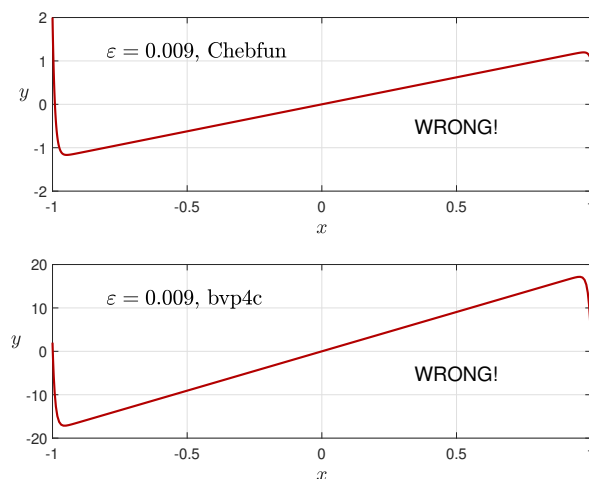 2
ε = 0.009, Chebfun
1
y
0
WRONG!
-1
-2
-1
-0.5
0
0.5
x
20
ε = 0.009, bvp4c
10
y
0
WRONG!
-10
-20
-1
-0.5
0
0.5
x